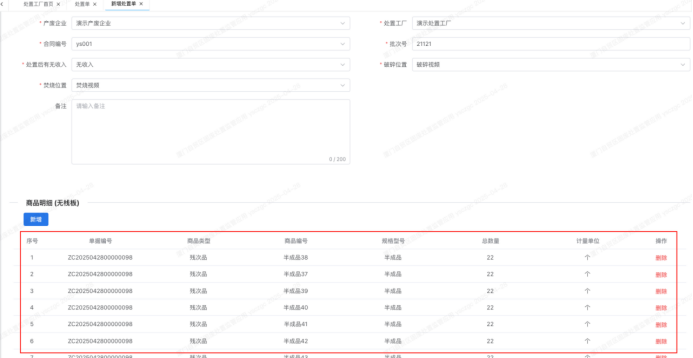 处置工厂首页 × 处置单 × 新增处置单 ×
* 产废企业 演示产废企业 * 处置工厂 演示处置工厂
* 合同编号 ys001 * 批次号 21121
* 处置后有无收入 无收入 * 破碎位置 破碎视频
* 焚烧位置 焚烧视频
备注 请输入备注
0 / 200
商品明细 (无线板)
新增
序号 单据编号 商品类型 商品编号 规格型号 总数量 计量单位 操作
1 ZC2025042800000098 残次品 半成品38 半成品 22 个 删除
2 ZC2025042800000098 残次品 半成品37 半成品 22 个 删除
3 ZC2025042800000098 残次品 半成品39 半成品 22 个 删除
4 ZC2025042800000098 残次品 半成品40 半成品 22 个 删除
5 ZC2025042800000098 残次品 半成品41 半成品 22 个 删除
6 ZC2025042800000098 残次品 半成品42 半成品 22 个 删除
7 ZC2025042800000098 残次品 半成品43 半成品 22 个 删除